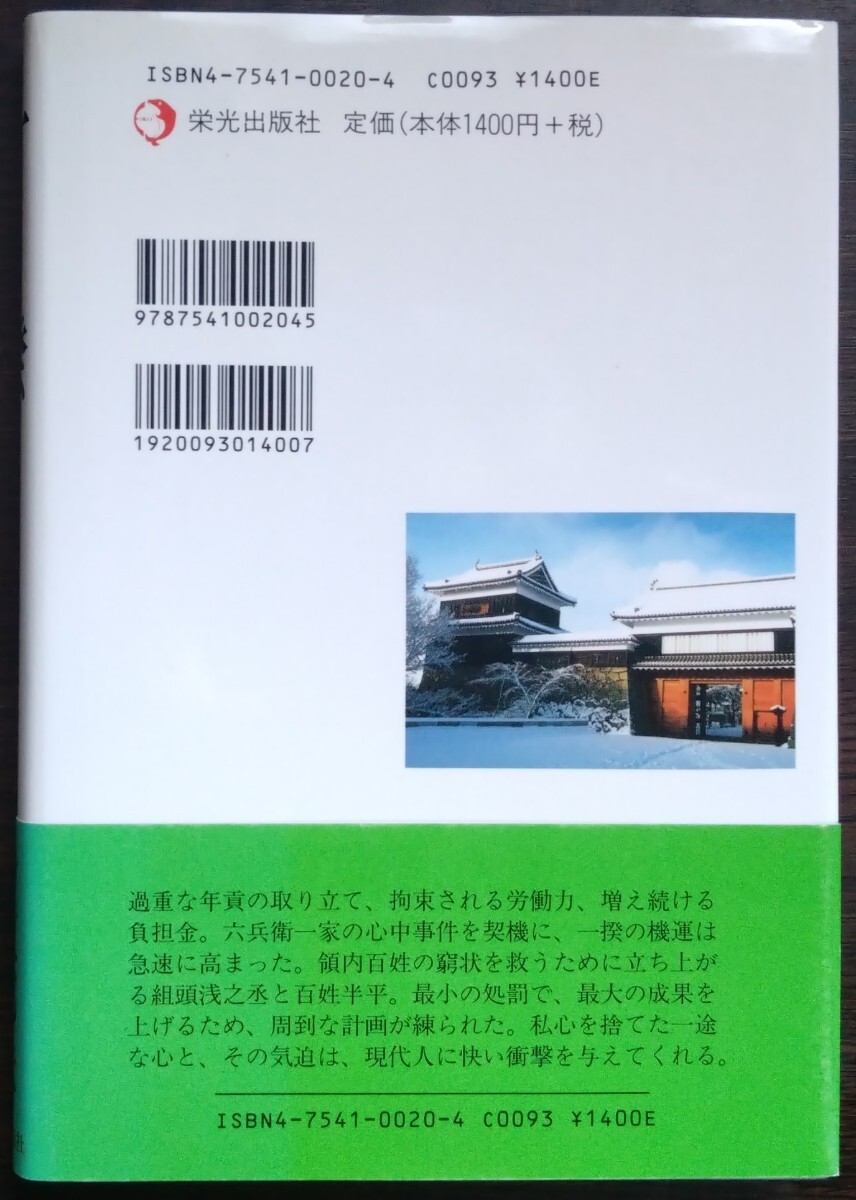 ISBN4-7541-0020-4 C0093 ¥1400E
栄光出版社 定価(本体1400円+税)
9787541002045
1920093014007
過重な年貢の取り立て、拘束される労働力、増え続ける
負担金。六兵衛一家の心中事件を契機に、一揆の機運は
急速に高まった。領内百姓の窮状を救うために立ち上が
る組頭浅之丞と百姓半平。最小の処罰で、最大の成果を
上げるため、周到な計画が練られた。私心を捨てた一途
な心と、その気迫は、現代人に快い衝撃を与えてくれる。
ISBN4-7541-0020-4 C0093 ¥1400E
社